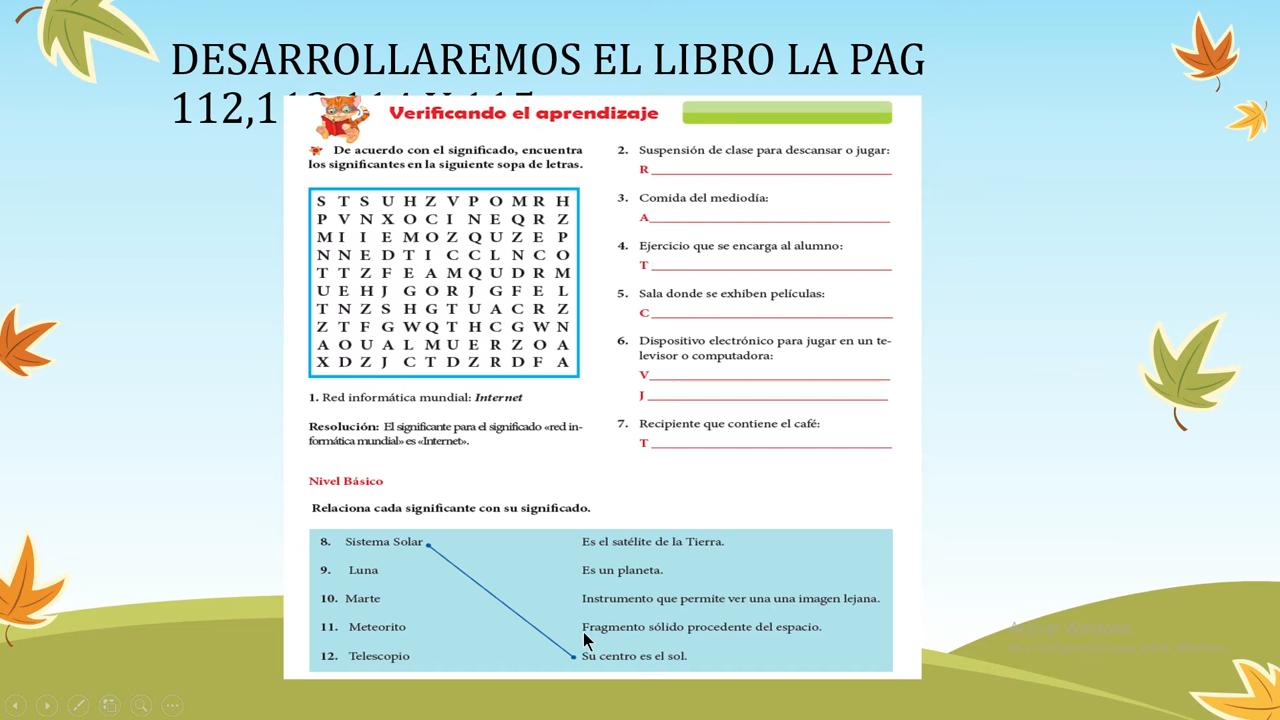 DESARROLLAREMOS EL LIBRO LA PAG
Verificando el aprendizaje
De acuerdo con el significado, encuentra
los significantes en la siguiente sopa de letras.
S T S U H Z V P O M R H
P V N X O C I N E Q R Z
M I I E M O Z Q U Z E P
N N E D T I C C L N C O
T T Z F E A M Q U D R M
U E H J G O R J G F E L
T N Z S H G T U A C R Z
Z T F G W Q T H C G W N
A O U A L M U E R Z O A
X D Z J C T D Z R D F A
1. Red informática mundial: Internet
Resolución: El significante para el significado «red in-
formática mundial» es «Internet».
2. Suspensión de clase para descansar o jugar:
R
3. Comida del mediodía:
A
4. Ejercicio que se encarga al alumno:
T
5. Sala donde se exhiben películas:
C
6. Dispositivo electrónico para jugar en un te-
levisor o computadora:
V
J
7. Recipiente que contiene el café:
T
Nivel Básico
Relaciona cada significante con su significado.
8. Sistema Solar Es el satélite de la Tierra.
9. Luna Es un planeta.
10. Marte Instrumento que permite ver una una imagen lejana.
11. Meteorito Fragmento sólido procedente del espacio.
12. Telescopio Su centro es el sol.
Activar Windows